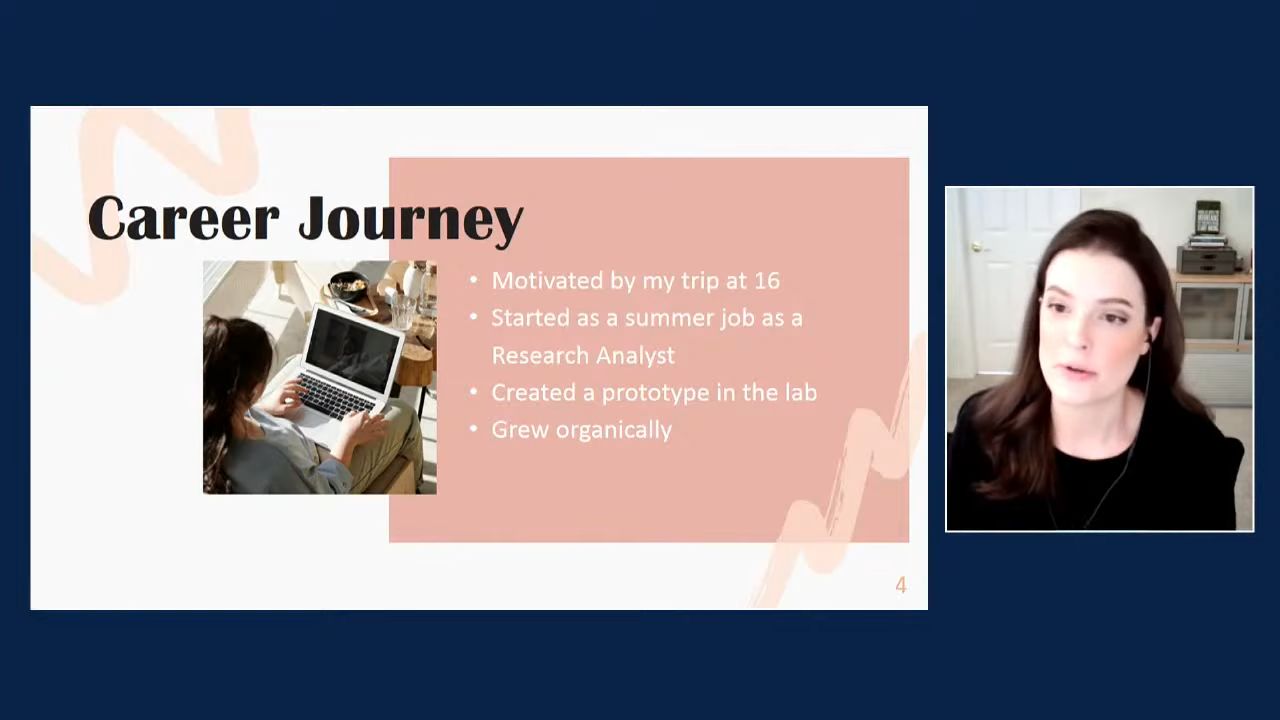 Career Journey
• Motivated by my trip at 16
• Started as a summer job as a
Research Analyst
• Created a prototype in the lab
• Grew organically
4